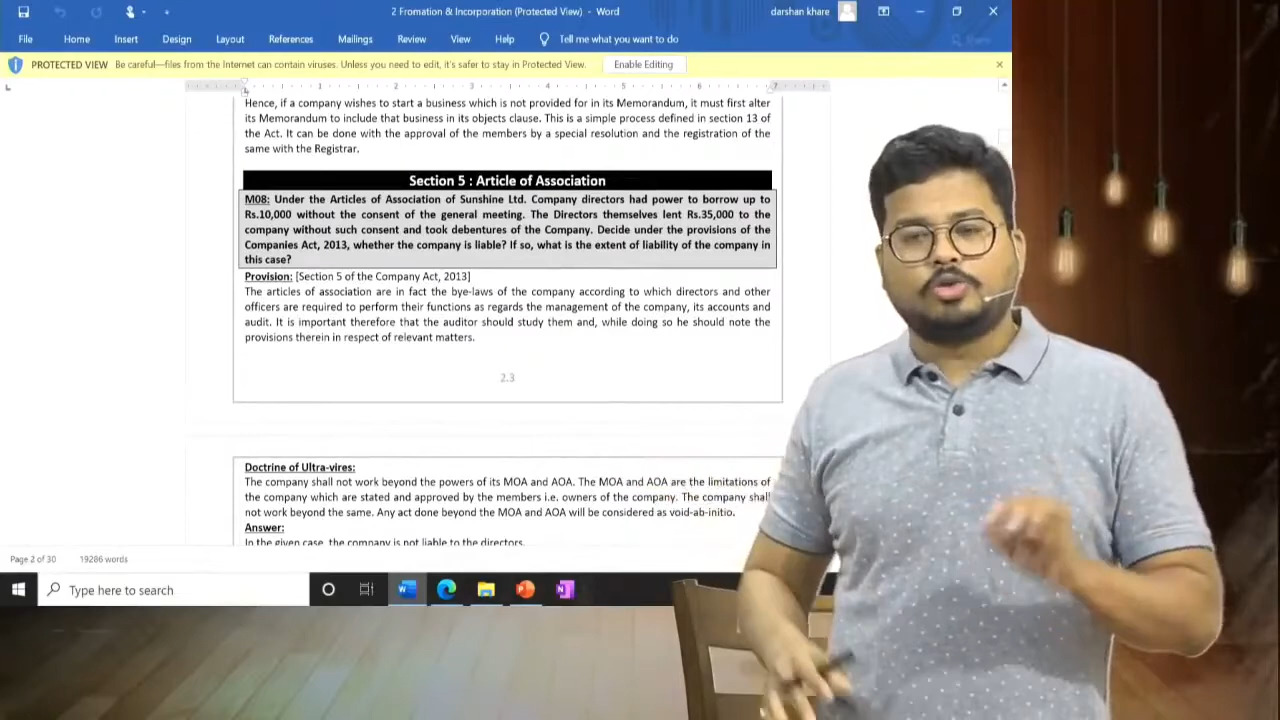 2 Fromation & Incorporation (Protected View) - Word
darshan khare
File Home Insert Design Layout References Mailings Review View Help Tell me what you want to do
Share
PROTECTED VIEW Be careful—files from the Internet can contain viruses. Unless you need to edit, it's safer to stay in Protected View. Enable Editing
1 2 3 4 5 6 7
Hence, if a company wishes to start a business which is not provided for in its Memorandum, it must first alter
its Memorandum to include that business in its objects clause. This is a simple process defined in section 13 of
the Act. It can be done with the approval of the members by a special resolution and the registration of the
same with the Registrar.
Section 5 : Article of Association
M08: Under the Articles of Association of Sunshine Ltd. Company directors had power to borrow up to
Rs.10,000 without the consent of the general meeting. The Directors themselves lent Rs.35,000 to the
company without such consent and took debentures of the Company. Decide under the provisions of the
Companies Act, 2013, whether the company is liable? If so, what is the extent of liability of the company in
this case?
Provision: [Section 5 of the Company Act, 2013]
The articles of association are in fact the bye-laws of the company according to which directors and other
officers are required to perform their functions as regards the management of the company, its accounts and
audit. It is important therefore that the auditor should study them and, while doing so he should note the
provisions therein in respect of relevant matters.
2.3
Doctrine of Ultra-vires:
The company shall not work beyond the powers of its MOA and AOA. The MOA and AOA are the limitations of
the company which are stated and approved by the members i.e. owners of the company. The company shall
not work beyond the same. Any act done beyond the MOA and AOA will be considered as void-ab-initio.
Answer:
In the given case, the company is not liable to the directors.
Page 2 of 30 19286 words
Type here to search